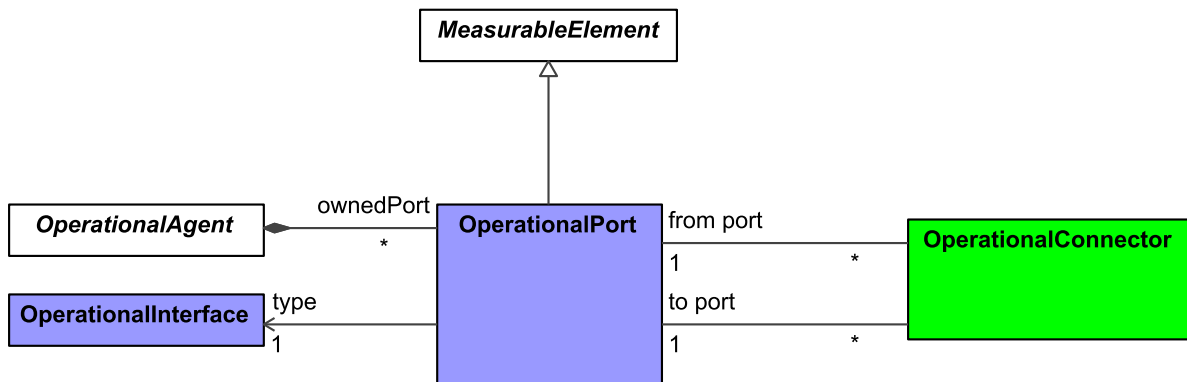 MeasurableElement
OperationalAgent
ownedPort
*
OperationalPort
from port
1
*
OperationalConnector
OperationalInterface
type
1
to port
1
*